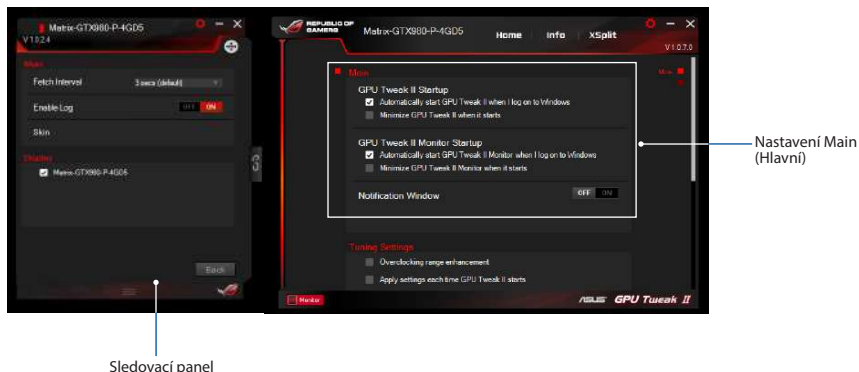 Matrix-GTX980-P-4GD5
V1.0.2.4
Main
Fetch Interval
3 secs (default)
Enable Log
OFF ON
Skin
Display
Matrix-GTX980-P-4GD5
Back
REPUBLIC OF
GAMERS
Matrix-GTX980-P-4GD5
Home
Info
XSplit
V 1.0.7.0
Main
GPU Tweak II Startup
Automatically start GPU Tweak II when I log on to Windows
Minimize GPU Tweak II when it starts
GPU Tweak II Monitor Startup
Automatically start GPU Tweak II Monitor when I log on to Windows
Minimize GPU Tweak II Monitor when it starts
Notification Window
OFF ON
Main
Tuning Settings
Overclocking range enhancement
Apply settings each time GPU Tweak II starts
Monitor
ASUS GPU Tweak II
Nastavení Main
(Hlavní)
Sledovací panel